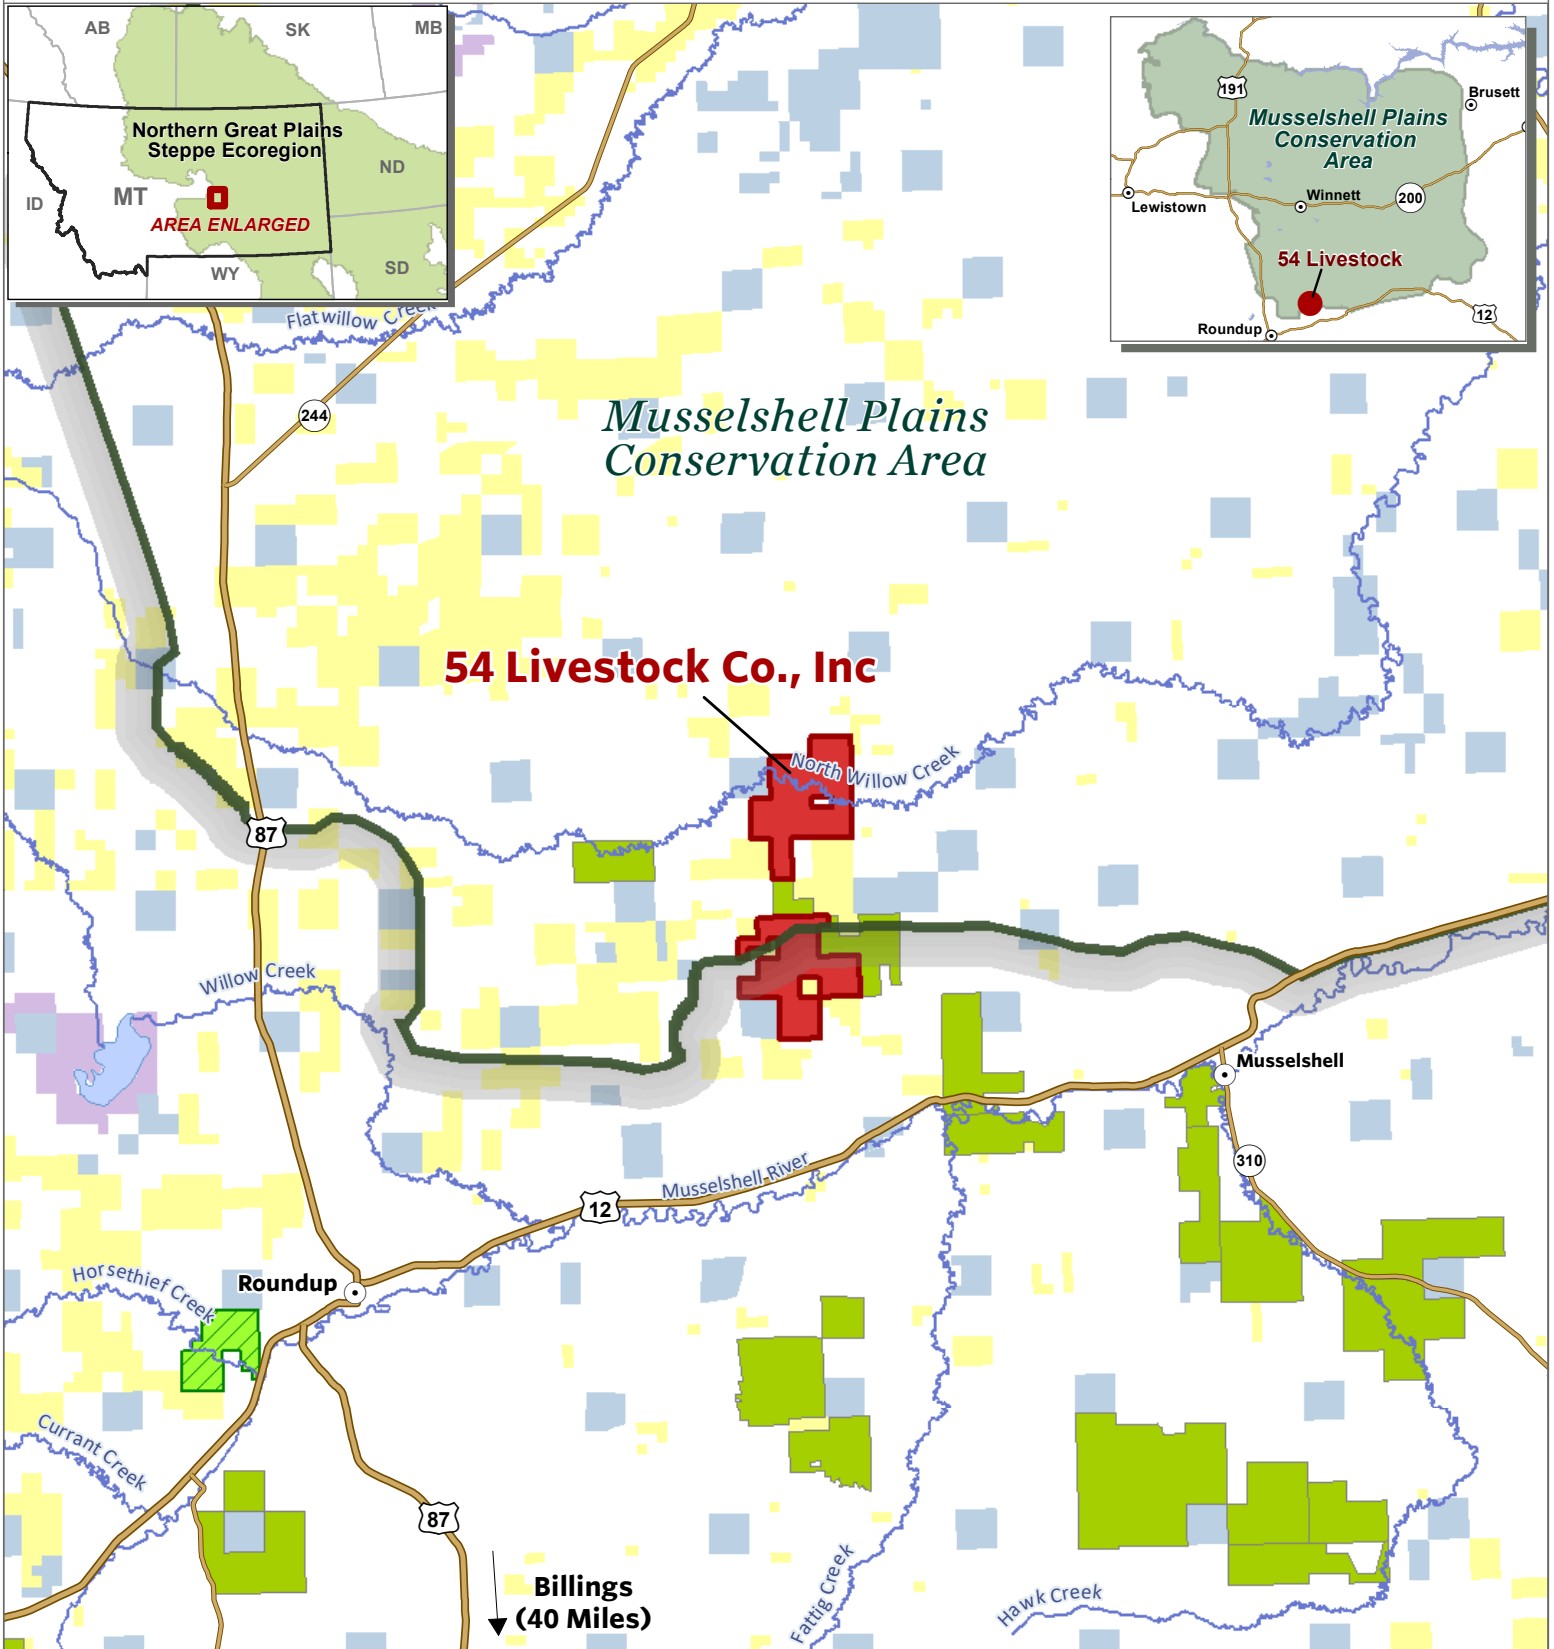 AB
SK
MB
Northern Great Plains
Steppe Ecoregion
ND
ID
MT
AREA ENLARGED
WY
SD
191
Brusett
Musselshell Plains
Conservation
Area
Lewistown
Winnett
200
54 Livestock
Roundup
12
Flatwillow Creek
244
Musselshell Plains
Conservation Area
54 Livestock Co., Inc
North Willow Creek
87
Willow Creek
Musselshell
310
Musselshell River
12
Horsethief Creek
Roundup
Currant Creek
87
Billings
(40 Miles)
Fattig Creek
Hawk Creek